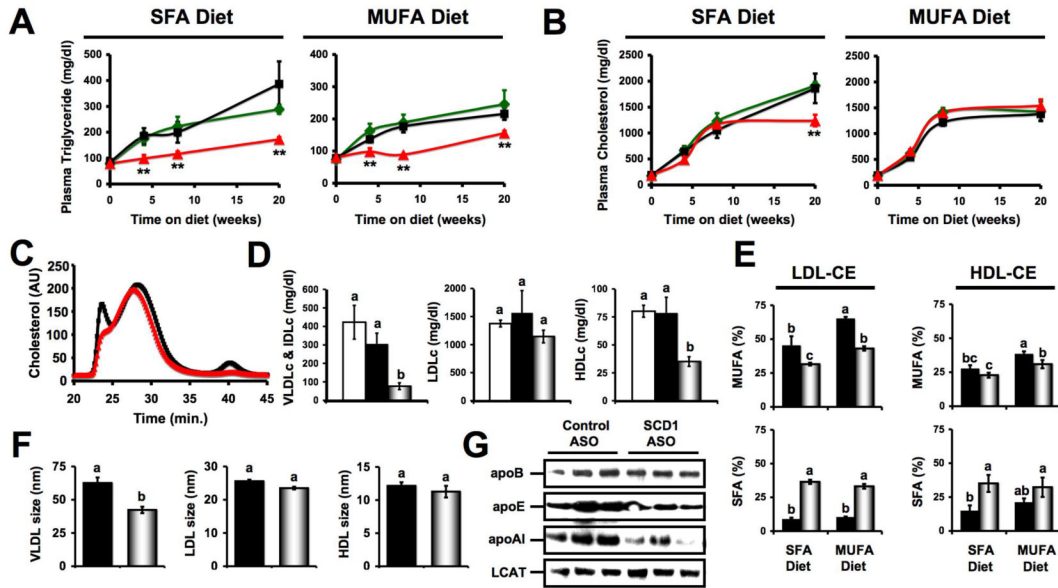 A
SFA Diet
MUFA Diet
B
SFA Diet
MUFA Diet
Plasma Triglyceride (mg/dl)
500
400
300
200
100
0
** ** **
0 5 10 15 20
Time on diet (weeks)
400
300
200
100
0
** ** **
0 5 10 15 20
Time on diet (weeks)
Plasma Cholesterol (mg/dl)
2500
2000
1500
1000
500
0
**
0 5 10 15 20
Time on diet (weeks)
2500
2000
1500
1000
500
0
0 5 10 15 20
Time on Diet (weeks)
C
Cholesterol (AU)
250
200
150
100
50
0
20 25 30 35 40 45
Time (min.)
D
VLDLc & IDLc (mg/dl)
600
500
400
300
200
100
0
a a b
LDLc (mg/dl)
2100
1800
1500
1200
900
600
300
0
a a a
HDLc (mg/dl)
100
75
50
25
0
a a b
E
LDL-CE
HDL-CE
MUFA (%)
75
50
25
0
b c a b
MUFA (%)
75
50
25
0
bc c a b
SFA (%)
75
50
25
0
b a b a
SFA Diet
MUFA Diet
SFA (%)
75
50
25
0
b a ab a
SFA Diet
MUFA Diet
F
VLDL size (nm)
75
50
25
0
a b
LDL size (nm)
30
20
10
0
a a
HDL size (nm)
15
10
5
0
a a
G
Control ASO
SCD1 ASO
apoB
apoE
apoAI
LCAT